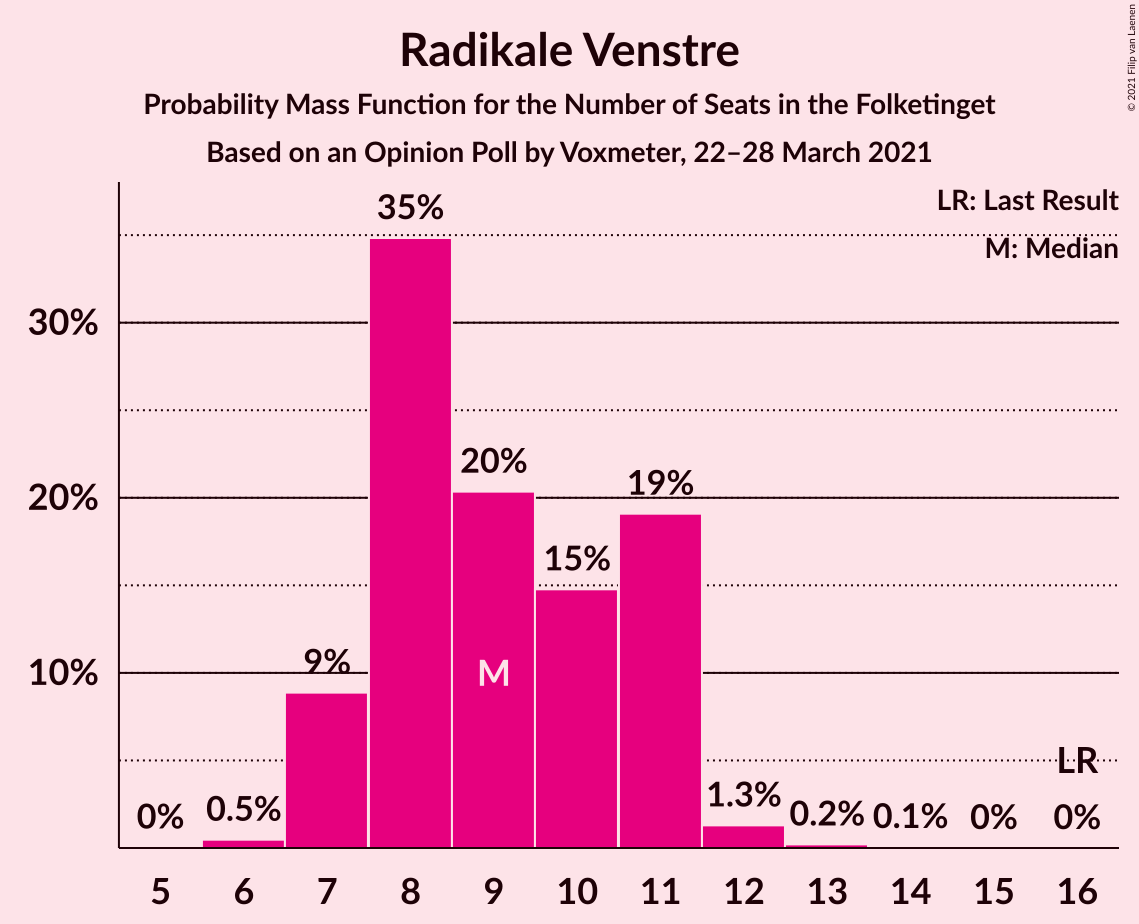 Radikale Venstre
Probability Mass Function for the Number of Seats in the Folketinget
Based on an Opinion Poll by Voxmeter, 22–28 March 2021
© 2021 Filip van Laenen
LR: Last Result
M: Median
35%
30%
20%
20%
19%
15%
10%
9%
M
LR
0%
0.5%
1.3%
0.2%
0.1%
0%
0%
5 6 7 8 9 10 11 12 13 14 15 16